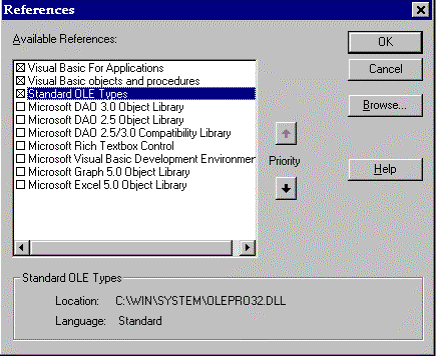 References
Available References:
OK
Visual Basic For Applications
Visual Basic objects and procedures
Standard OLE Types
Microsoft DAO 3.0 Object Library
Microsoft DAO 2.5 Object Library
Microsoft DAO 2.5/3.0 Compatibility Library
Microsoft Rich Textbox Control
Microsoft Visual Basic Development Environmer
Microsoft Graph 5.0 Object Library
Microsoft Excel 5.0 Object Library
Cancel
Browse...
Priority
Help
Standard OLE Types
Location: C:\WIN\SYSTEM\OLEPRO32.DLL
Language: Standard